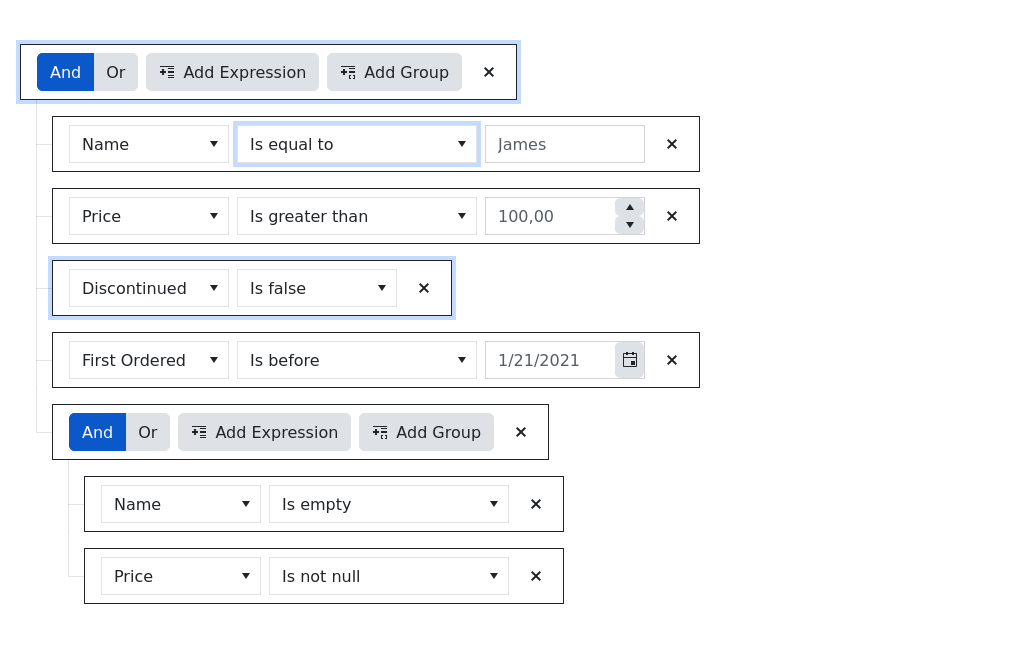 And Or Add Expression Add Group
Name Is equal to James
Price Is greater than 100,00
Discontinued Is false
First Ordered Is before 1/21/2021
And Or Add Expression Add Group
Name Is empty
Price Is not null